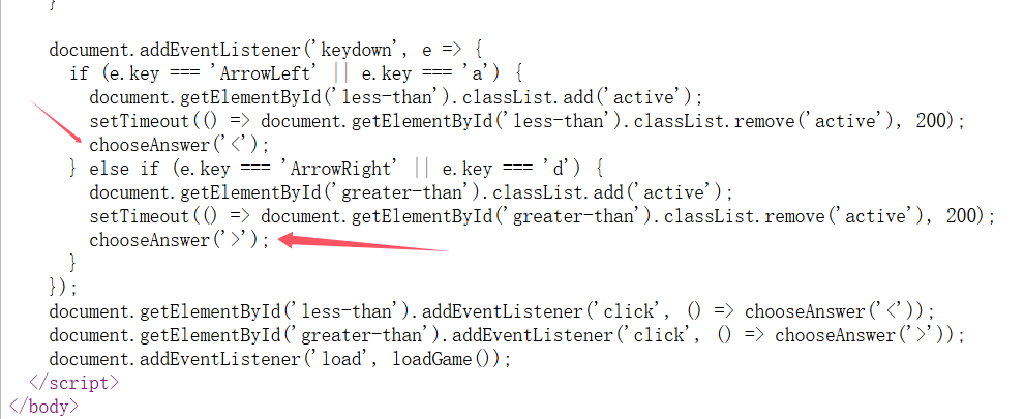 }
document.addEventListener('keydown', e => {
if (e.key === 'ArrowLeft' || e.key === 'a') {
document.getElementById('less-than').classList.add('active');
setTimeout(() => document.getElementById('less-than').classList.remove('active'), 200);
chooseAnswer('<');
} else if (e.key === 'ArrowRight' || e.key === 'd') {
document.getElementById('greater-than').classList.add('active');
setTimeout(() => document.getElementById('greater-than').classList.remove('active'), 200);
chooseAnswer('>');
}
});
document.getElementById('less-than').addEventListener('click', () => chooseAnswer('<'));
document.getElementById('greater-than').addEventListener('click', () => chooseAnswer('>'));
document.addEventListener('load', loadGame());
</script>
</body>